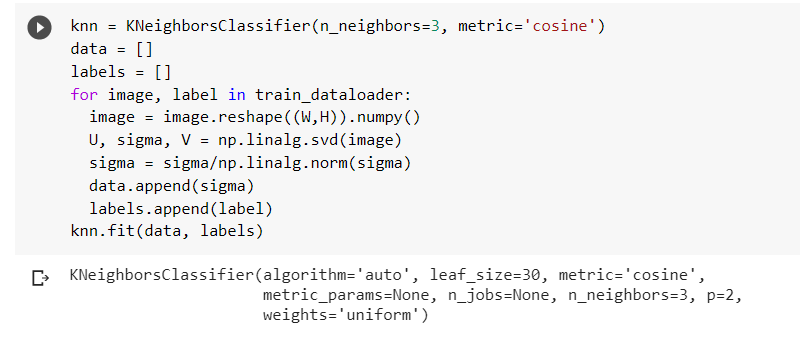 knn = KNeighborsClassifier(n_neighbors=3, metric='cosine')
data = []
labels = []
for image, label in train_dataloader:
  image = image.reshape((W,H)).numpy()
  U, sigma, V = np.linalg.svd(image)
  sigma = sigma/np.linalg.norm(sigma)
  data.append(sigma)
  labels.append(label)
knn.fit(data, labels)
KNeighborsClassifier(algorithm='auto', leaf_size=30, metric='cosine',
                     metric_params=None, n_jobs=None, n_neighbors=3, p=2,
                     weights='uniform')